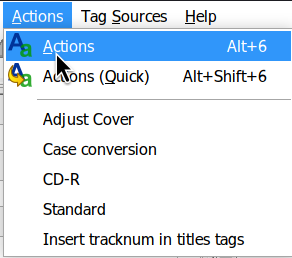 Actions Tag Sources Help
Actions Alt+6
Actions (Quick) Alt+Shift+6
Adjust Cover
Case conversion
CD-R
Standard
Insert tracknum in titles tags